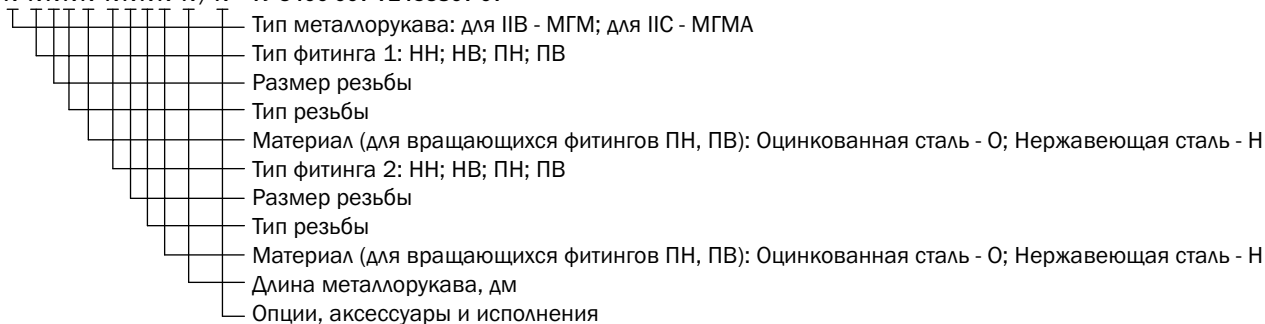 Тип металлорукава: для IIB - МГМ; для IIC - МГМА
Тип фитинга 1: НН; НВ; ПН; ПВ
Размер резьбы
Тип резьбы
Материал (для вращающихся фитингов ПН, ПВ): Оцинкованная сталь - О; Нержавеющая сталь - Н
Тип фитинга 2: НН; НВ; ПН; ПВ
Размер резьбы
Тип резьбы
Материал (для вращающихся фитингов ПН, ПВ): Оцинкованная сталь - О; Нержавеющая сталь - Н
Длина металлорукава, дм
Опции, аксессуары и исполнения